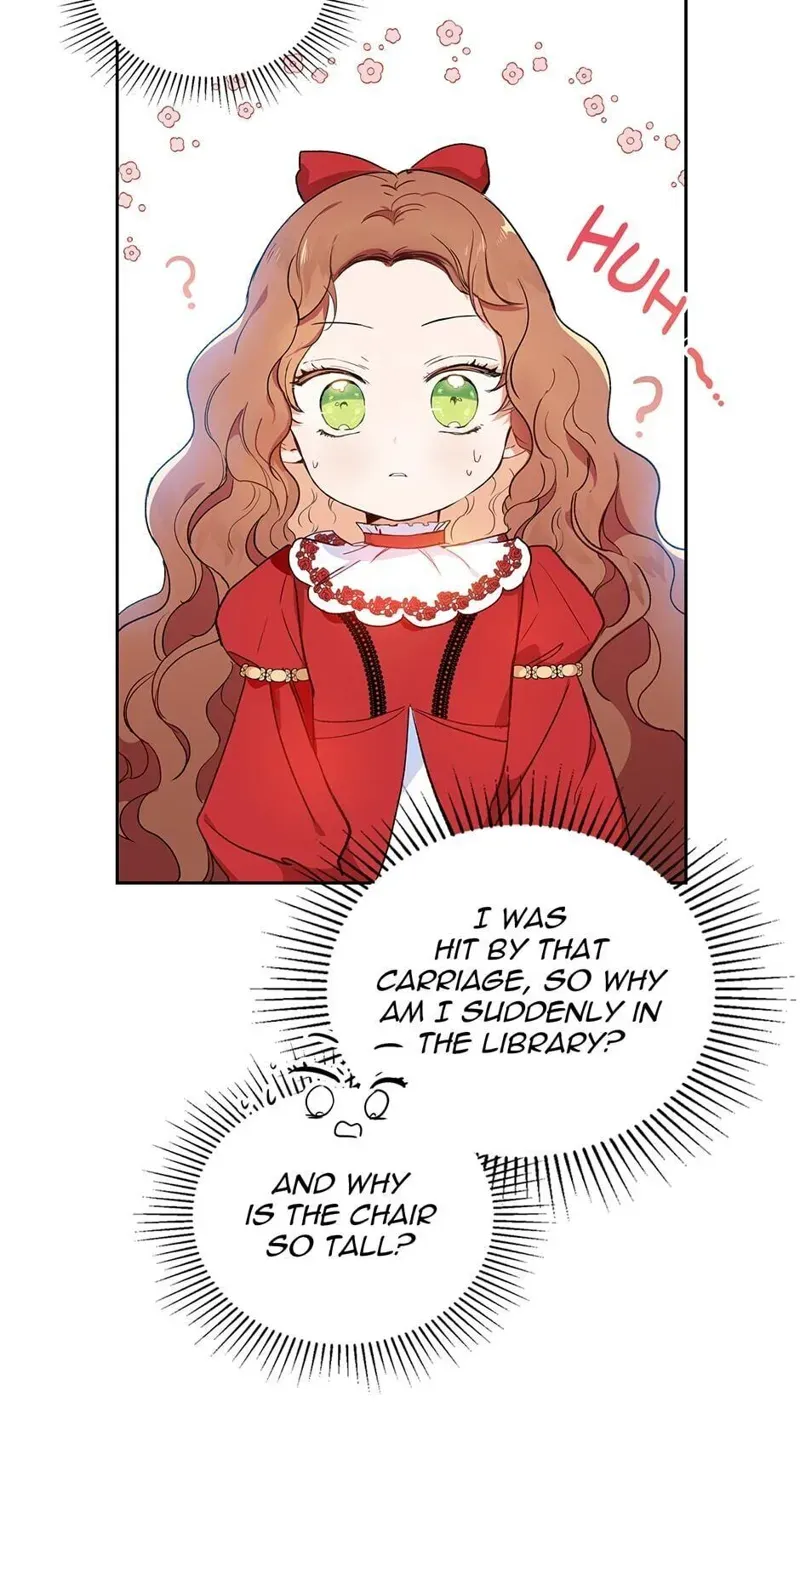 ?
HUH~..
?
I WAS
HIT BY THAT
CARRIAGE, SO WHY
AM I SUDDENLY IN
THE LIBRARY?
AND WHY
IS THE CHAIR
SO TALL?